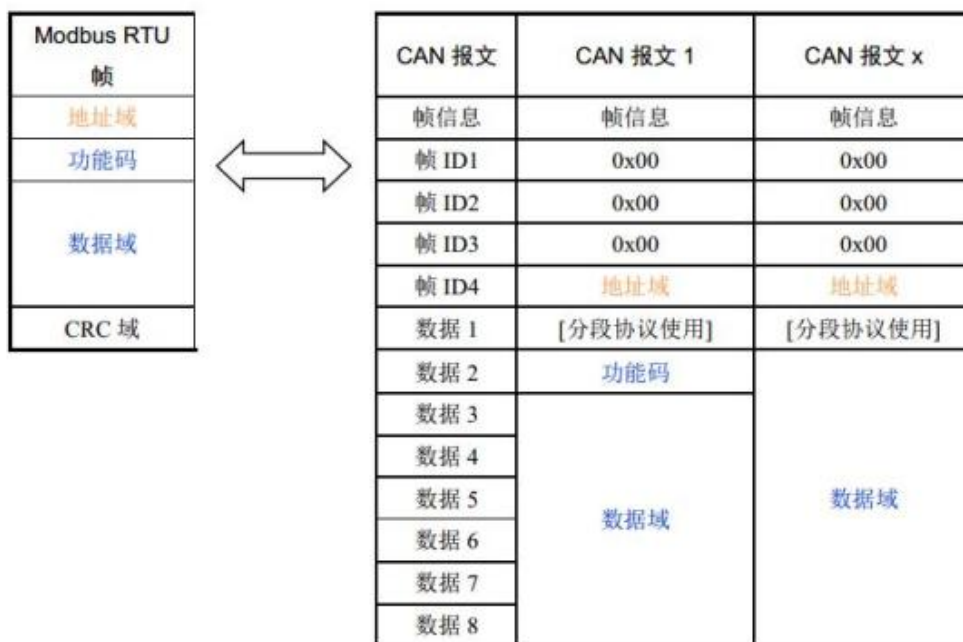 Modbus RTU
帧
地址域
功能码
数据域
CRC 域
CAN 报文 CAN 报文 1 CAN 报文 x
帧信息 帧信息 帧信息
帧 ID1 0x00 0x00
帧 ID2 0x00 0x00
帧 ID3 0x00 0x00
帧 ID4 地址域 地址域
数据 1 [分段协议使用] [分段协议使用]
数据 2 功能码
数据 3
数据 4
数据 5 数据域
数据 6 数据域
数据 7
数据 8